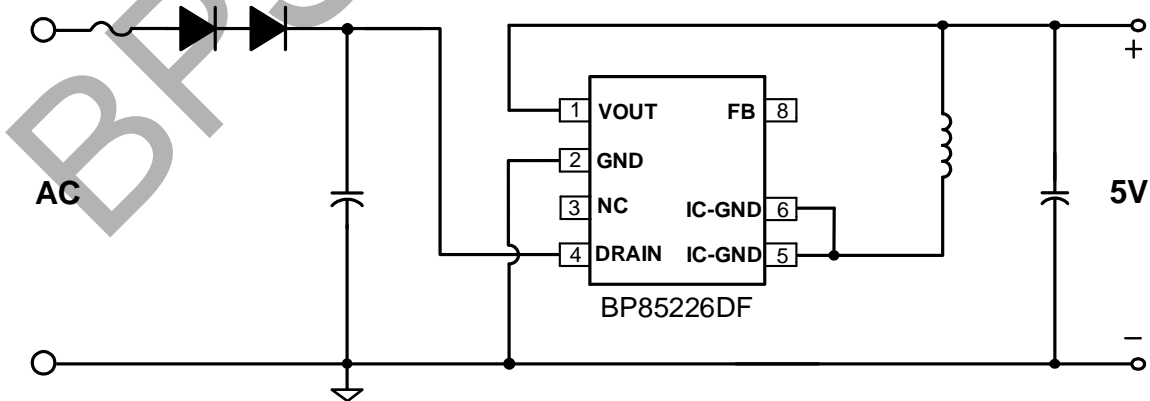 BPS
+
1 VOUT FB 8
2 GND
AC
3 NC IC-GND 6
5V
4 DRAIN IC-GND 5
BP85226DF
−